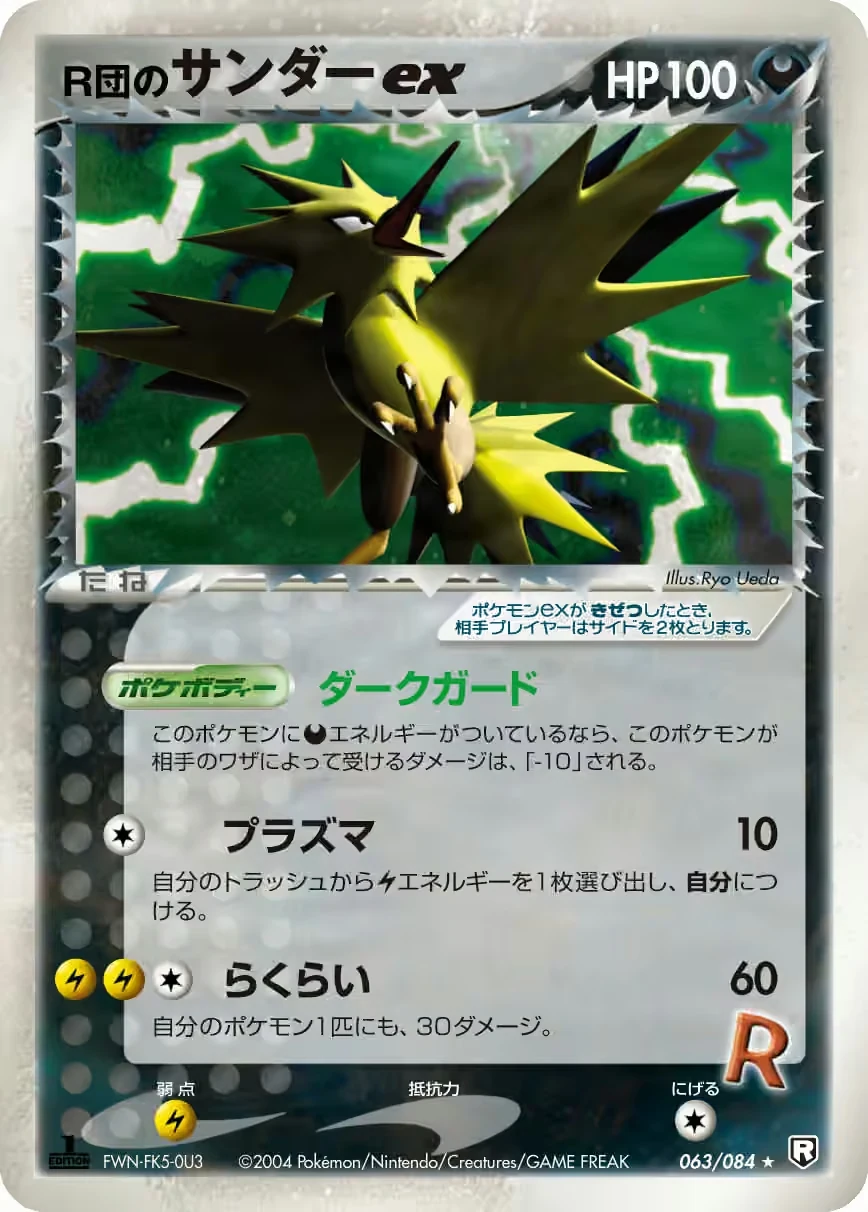 R団のサンダーex HP100
たね
Illus.Ryo Ueda
ポケモンexが きぜつしたとき、
相手プレイヤーはサイドを2枚とります。
ポケボディー ダークガード
このポケモンにエネルギーがついているなら、このポケモンが
相手のワザによって受けるダメージは、「-10」される。
プラズマ 10
自分のトラッシュからエネルギーを1枚選び出し、自分につ
ける。
らくらい 60
自分のポケモン1匹にも、30ダメージ。
R
弱点 抵抗力 にげる
1 EDITION FWN-FK5-0U3 ©2004 Pokémon/Nintendo/Creatures/GAME FREAK 063/084 ★ R